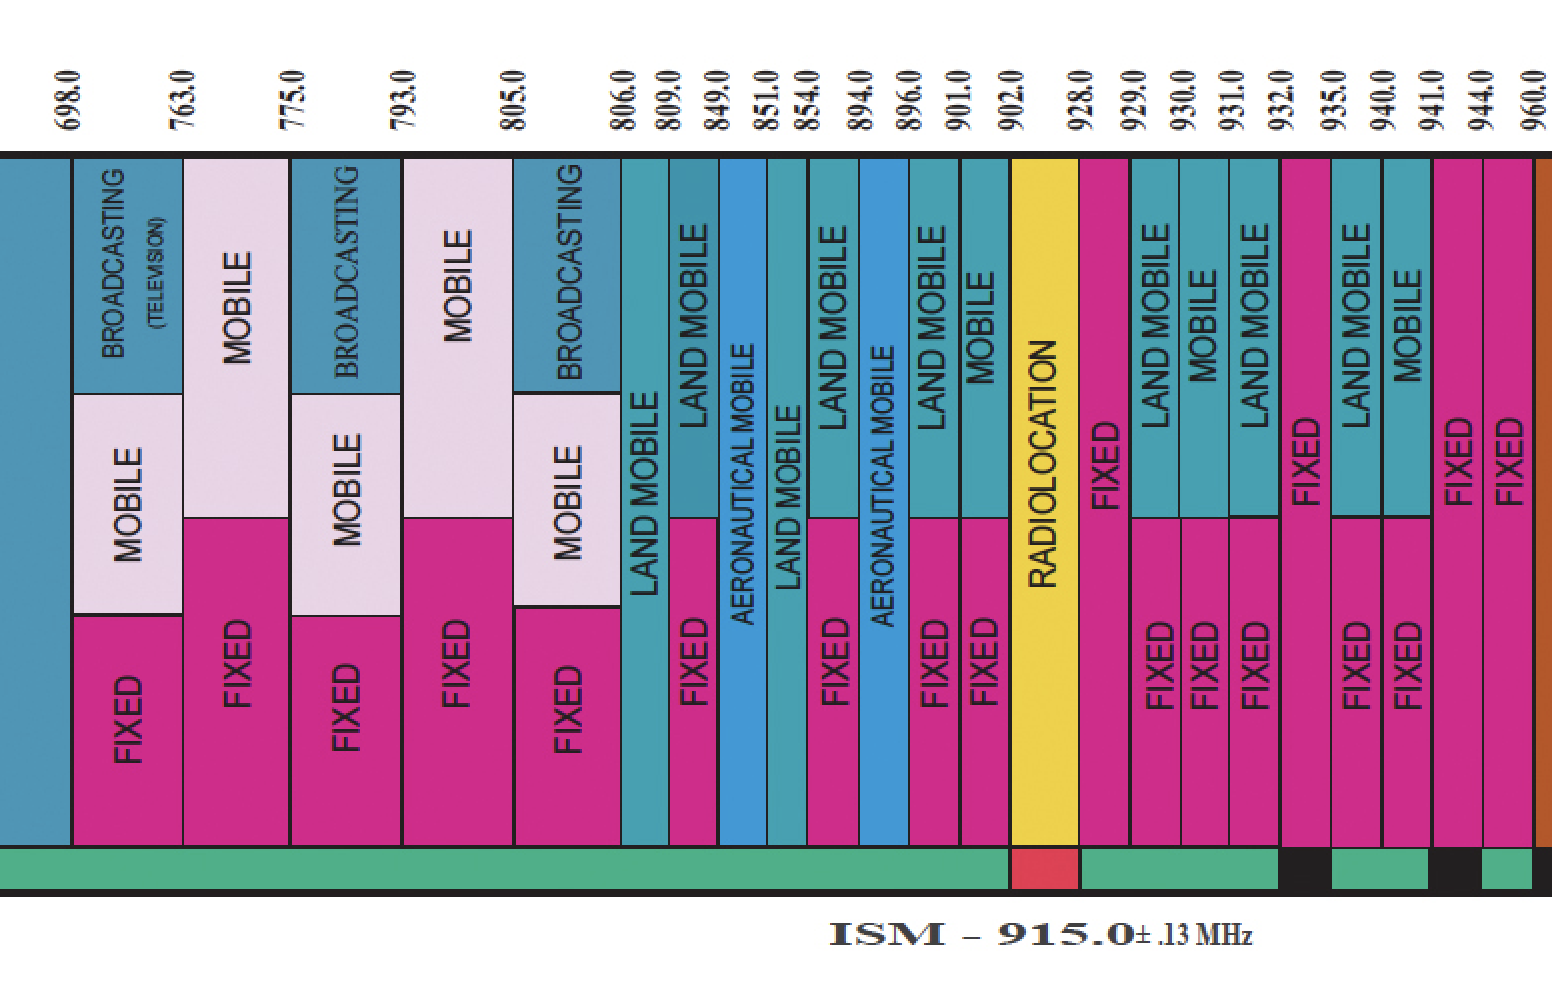 698.0
763.0
775.0
793.0
805.0
806.0
809.0
849.0
851.0
854.0
894.0
896.0
901.0
902.0
928.0
929.0
930.0
931.0
932.0
935.0
940.0
941.0
944.0
960.0
BROADCASTING
(TELEVISION)
MOBILE
FIXED
MOBILE
FIXED
BROADCASTING
MOBILE
FIXED
MOBILE
FIXED
BROADCASTING
MOBILE
FIXED
LAND MOBILE
LAND MOBILE
FIXED
AERONAUTICAL MOBILE
LAND MOBILE
LAND MOBILE
FIXED
AERONAUTICAL MOBILE
LAND MOBILE
FIXED
MOBILE
FIXED
RADIOLOCATION
FIXED
LAND MOBILE
FIXED
MOBILE
FIXED
LAND MOBILE
FIXED
FIXED
LAND MOBILE
FIXED
MOBILE
FIXED
FIXED
FIXED
ISM – 915.0± .13 MHz